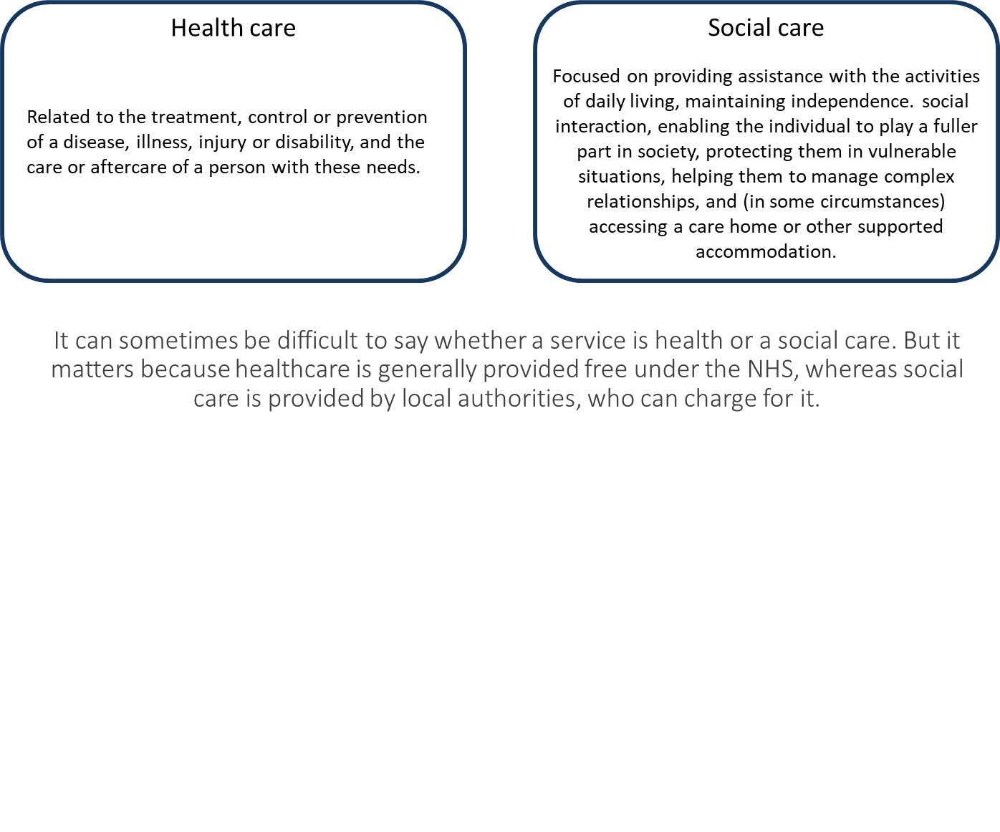 Health care
Related to the treatment, control or prevention
of a disease, illness, injury or disability, and the
care or aftercare of a person with these needs.
Social care
Focused on providing assistance with the activities
of daily living, maintaining independence.  social
interaction, enabling the individual to play a fuller
part in society, protecting them in vulnerable
situations, helping them to manage complex
relationships, and (in some circumstances)
accessing a care home or other supported
accommodation.
It can sometimes be difficult to say whether a service is health or a social care. But it
matters because healthcare is generally provided free under the NHS, whereas social
care is provided by local authorities, who can charge for it.